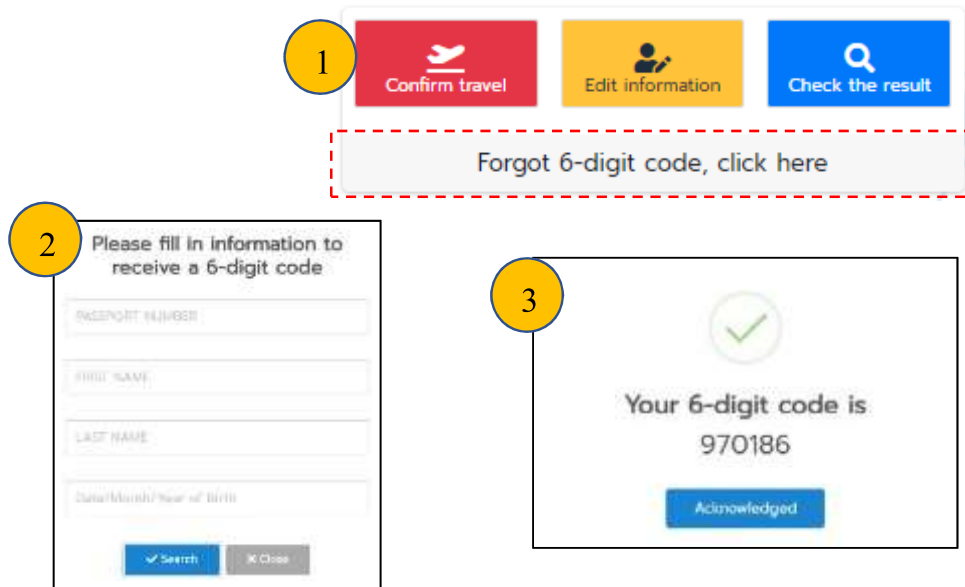 1
Confirm travel
Edit information
Check the result
Forgot 6-digit code, click here
2
Please fill in information to
receive a 6-digit code
PASSPORT NUMBER
FIRST NAME
LAST NAME
Date/Month/Year of Birth
Search
Close
3
Your 6-digit code is
970186
Acknowledged